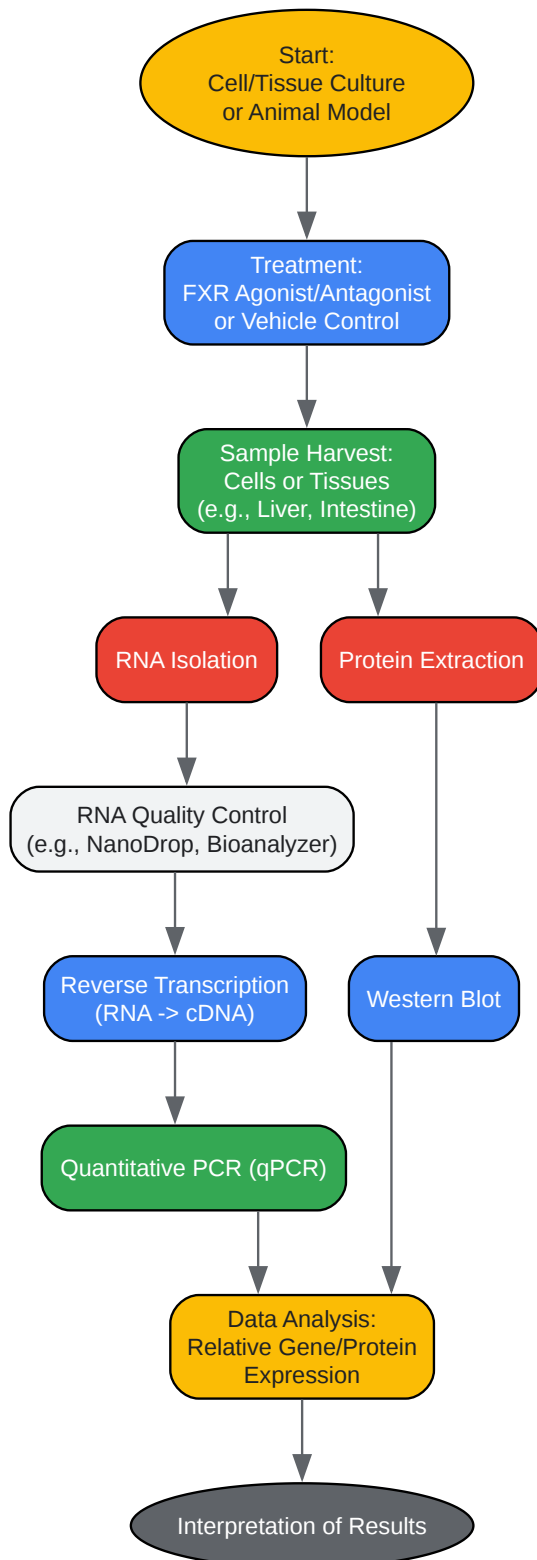 Start:
Cell/Tissue Culture
or Animal Model
Treatment:
FXR Agonist/Antagonist
or Vehicle Control
Sample Harvest:
Cells or Tissues
(e.g., Liver, Intestine)
RNA Isolation
Protein Extraction
RNA Quality Control
(e.g., NanoDrop, Bioanalyzer)
Reverse Transcription
(RNA -> cDNA)
Western Blot
Quantitative PCR (qPCR)
Data Analysis:
Relative Gene/Protein
Expression
Interpretation of Results